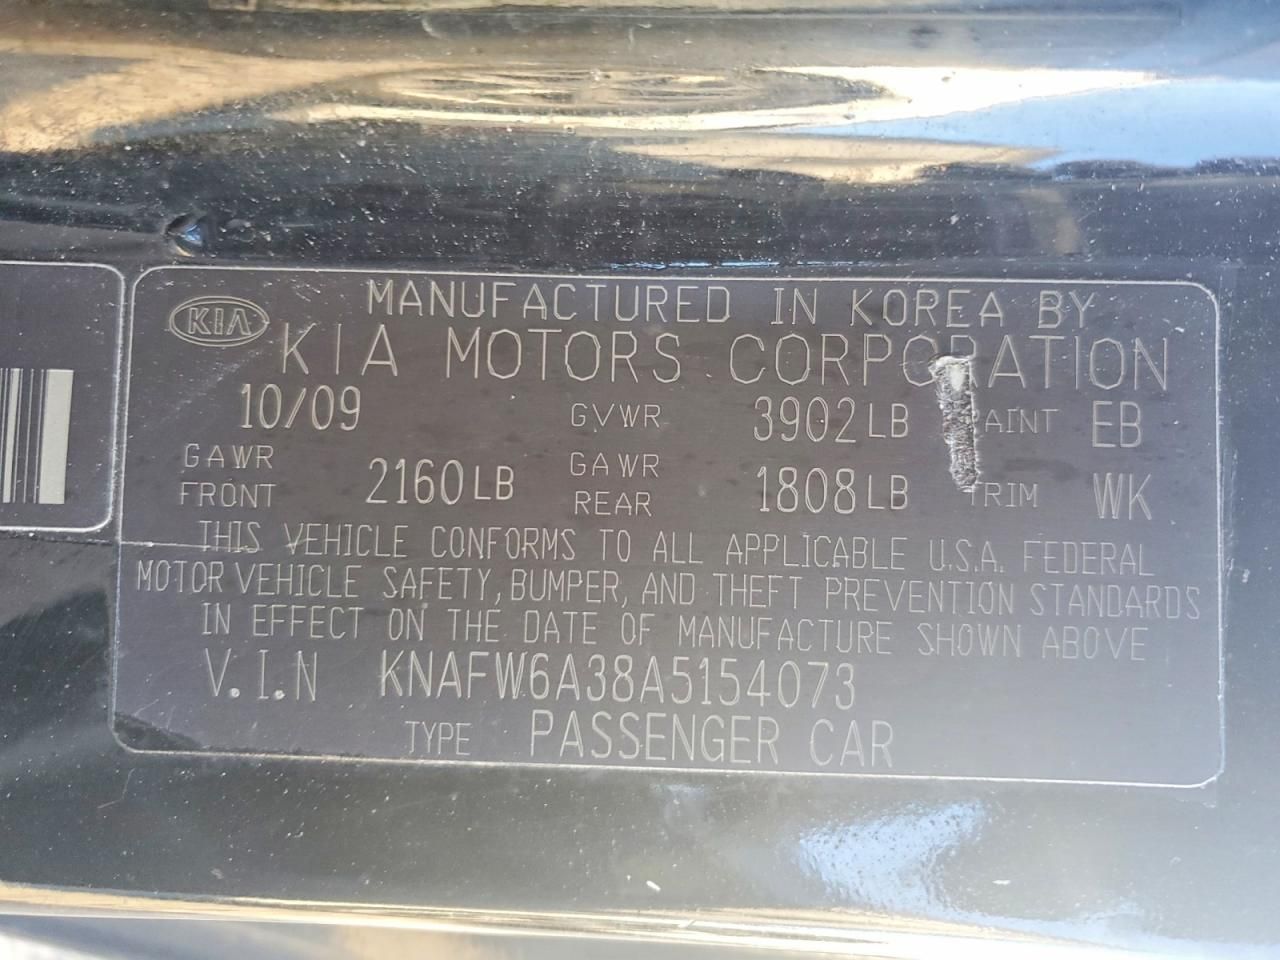 MANUFACTURED IN KOREA BY
KIA KIA MOTORS CORPORATION
10/09 GVWR 3902LB PAINT EB
GAWR FRONT 2160LB GAWR REAR 1808LB TRIM WK
THIS VEHICLE CONFORMS TO ALL APPLICABLE U.S.A. FEDERAL
MOTOR VEHICLE SAFETY, BUMPER, AND THEFT PREVENTION STANDARDS
IN EFFECT ON THE DATE OF MANUFACTURE SHOWN ABOVE
V.I.N KNAFW6A38A5154073
TYPE PASSENGER CAR